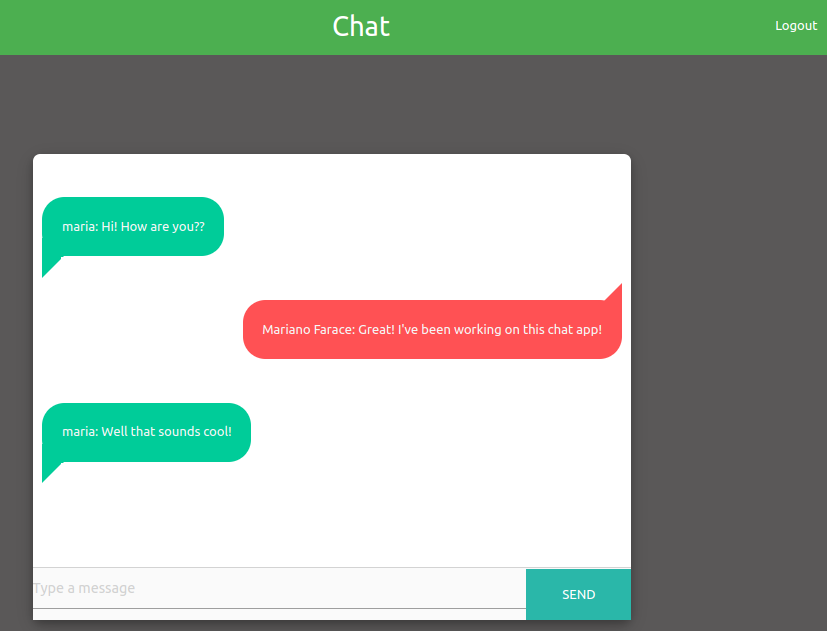 Chat
Logout
maria: Hi! How are you??
Mariano Farace: Great! I've been working on this chat app!
maria: Well that sounds cool!
Type a message
SEND